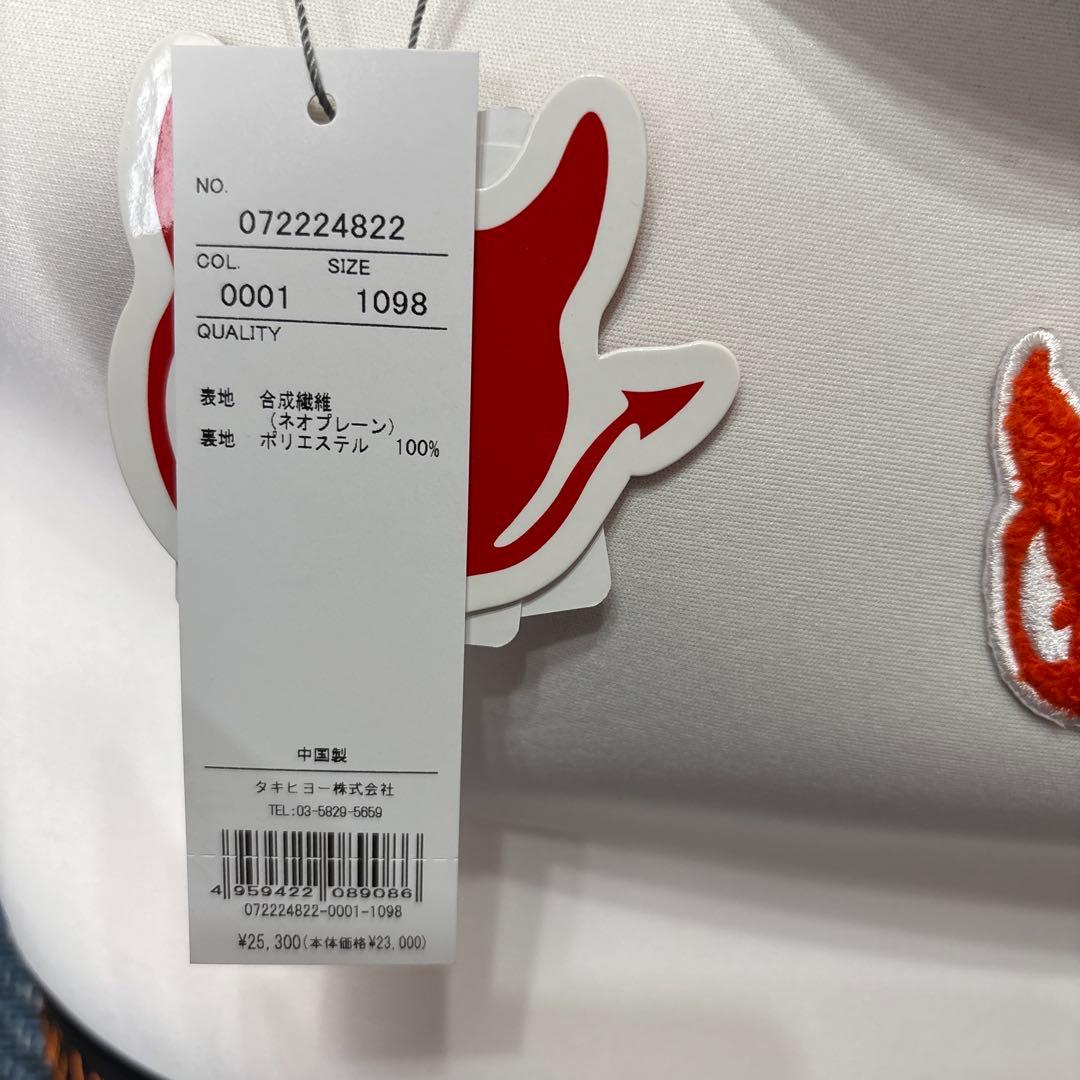 NO.
072224822
COL. SIZE
0001 1098
QUALITY
表地 合成繊維
(ネオプレーン)
裏地 ポリエステル 100%
中国製
タキヒヨー株式会社
TEL:03-5829-5659
4 959422 089086
072224822-0001-1098
¥25,300(本体価格¥23,000)